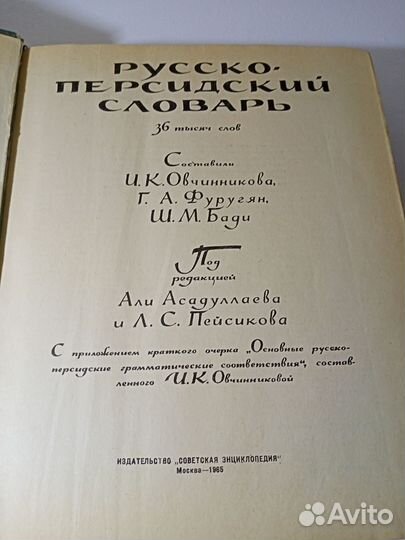 РУССКО-
ПЕРСИДСКИЙ
СЛОВАРЬ
36 тысяч слов
Составили
И.К.Овчинникова,
Г. А. Фуругян,
Ш.М.Бади
Под
редакцией
Али Асадуллаева
и Л. С. Пейсикова
С приложением краткого очерка „Основные русско-
персидские грамматические соответствия", состав-
ленного И.К.Овчинниковой
ИЗДАТЕЛЬСТВО „СОВЕТСКАЯ ЭНЦИКЛОПЕДИЯ"
Москва—1965
Avito